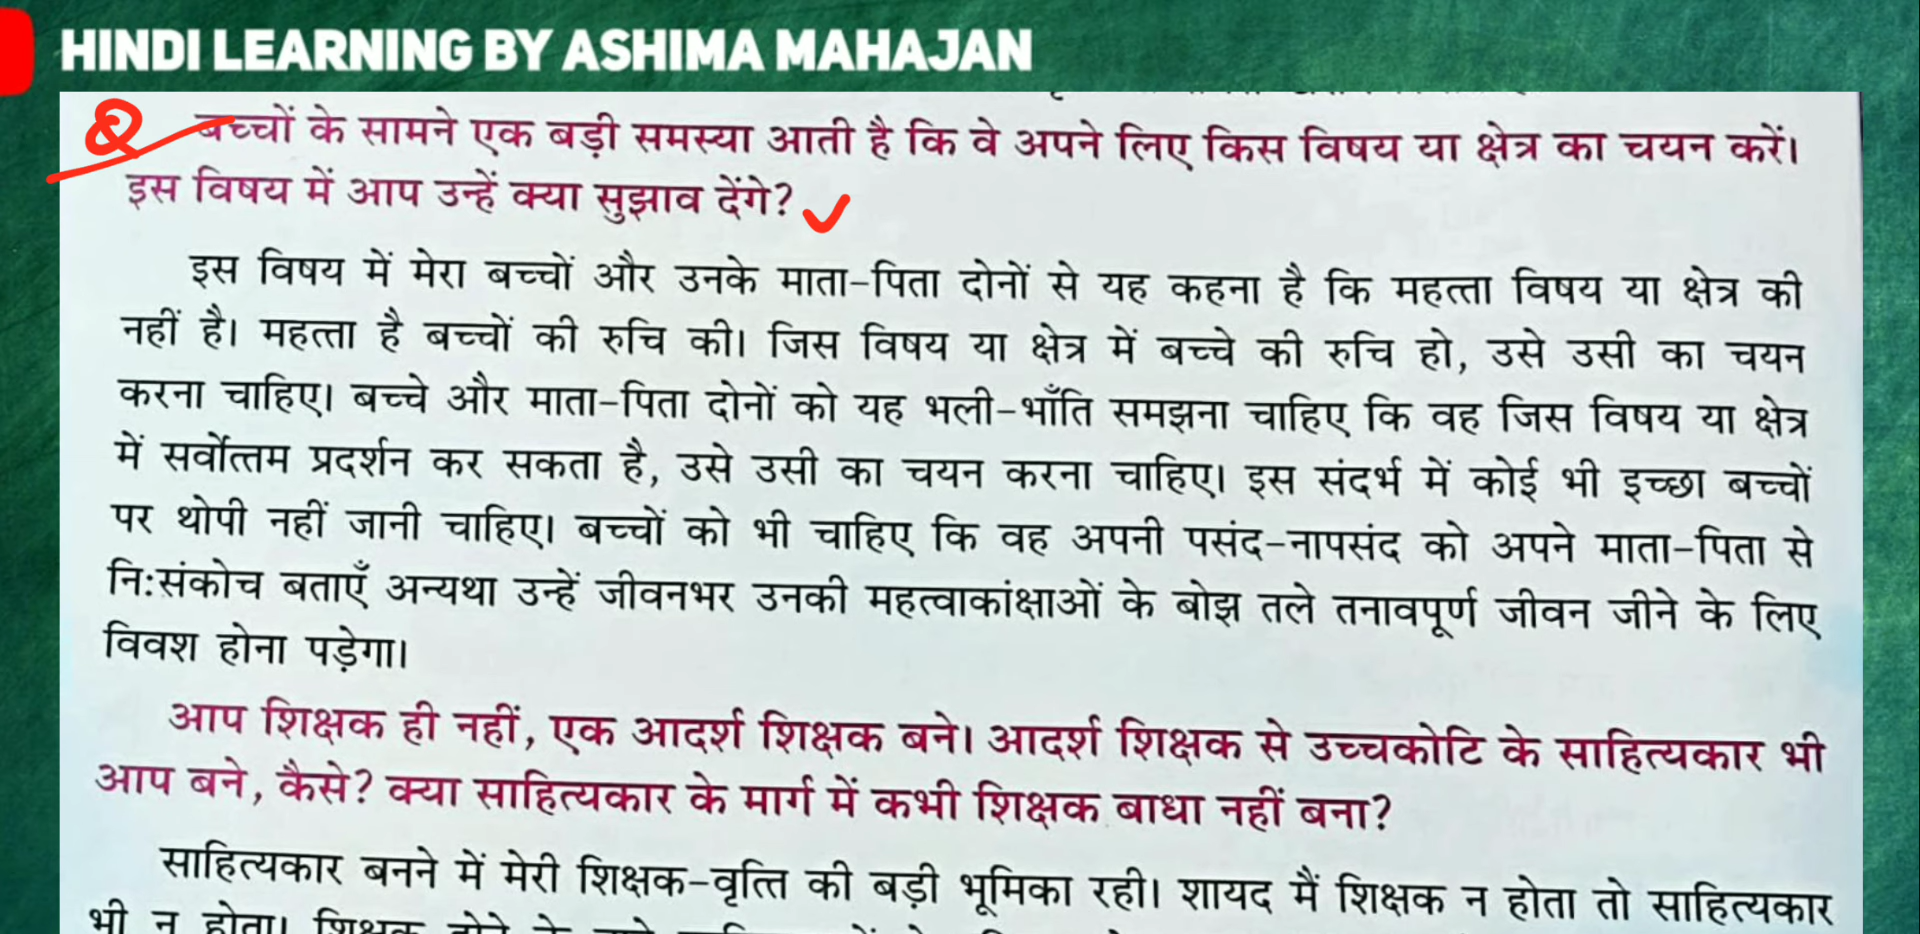 HINDI LEARNING BY ASHIMA MAHAJAN
Q
बच्चों के सामने एक बड़ी समस्या आती है कि वे अपने लिए किस विषय या क्षेत्र का चयन करें।
इस विषय में आप उन्हें क्या सुझाव देंगे?
इस विषय में मेरा बच्चों और उनके माता-पिता दोनों से यह कहना है कि महत्ता विषय या क्षेत्र की
नहीं है। महत्ता है बच्चों की रुचि की। जिस विषय या क्षेत्र में बच्चे की रुचि हो, उसे उसी का चयन
करना चाहिए। बच्चे और माता-पिता दोनों को यह भली-भाँति समझना चाहिए कि वह जिस विषय या क्षेत्र
में सर्वोत्तम प्रदर्शन कर सकता है, उसे उसी का चयन करना चाहिए। इस संदर्भ में कोई भी इच्छा बच्चों
पर थोपी नहीं जानी चाहिए। बच्चों को भी चाहिए कि वह अपनी पसंद-नापसंद को अपने माता-पिता से
नि:संकोच बताएँ अन्यथा उन्हें जीवनभर उनकी महत्वाकांक्षाओं के बोझ तले तनावपूर्ण जीवन जीने के लिए
विवश होना पड़ेगा।
आप शिक्षक ही नहीं, एक आदर्श शिक्षक बने। आदर्श शिक्षक से उच्चकोटि के साहित्यकार भी
आप बने, कैसे? क्या साहित्यकार के मार्ग में कभी शिक्षक बाधा नहीं बना?
साहित्यकार बनने में मेरी शिक्षक-वृत्ति की बड़ी भूमिका रही। शायद मैं शिक्षक न होता तो साहित्यकार
भी न होता। शिक्षक होने के